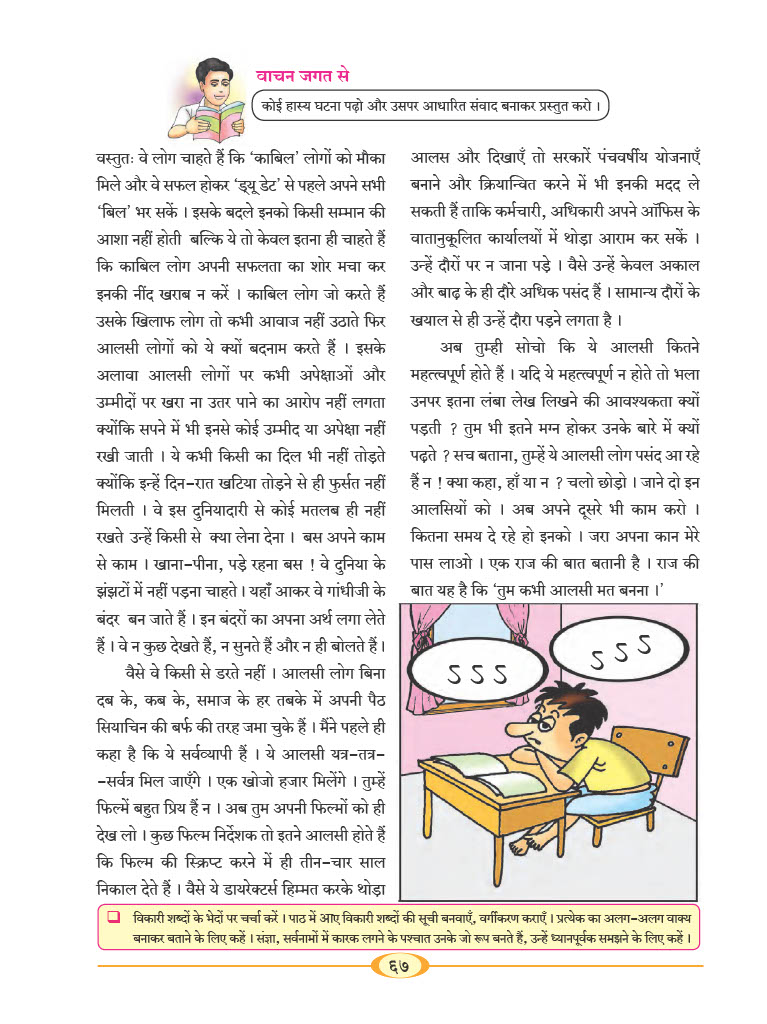 वाचन जगत से
कोई हास्य घटना पढ़ो और उसपर आधारित संवाद बनाकर प्रस्तुत करो ।
वस्तुतः वे लोग चाहते हैं कि ‘काबिल’ लोगों को मौका
मिले और वे सफल होकर ‘ड्यू डेट’ से पहले अपने सभी
‘बिल’ भर सकें । इसके बदले इनको किसी सम्मान की
आशा नहीं होती बल्कि ये तो केवल इतना ही चाहते हैं
कि काबिल लोग अपनी सफलता का शोर मचा कर
इनकी नींद खराब न करें । काबिल लोग जो करते हैं
उसके खिलाफ लोग तो कभी आवाज नहीं उठाते फिर
आलसी लोगों को ये क्यों बदनाम करते हैं । इसके
अलावा आलसी लोगों पर कभी अपेक्षाओं और
उम्मीदों पर खरा ना उतर पाने का आरोप नहीं लगता
क्योंकि सपने में भी इनसे कोई उम्मीद या अपेक्षा नहीं
रखी जाती । ये कभी किसी का दिल भी नहीं तोड़ते
क्योंकि इन्हें दिन-रात खटिया तोड़ने से ही फुर्सत नहीं
मिलती । वे इस दुनियादारी से कोई मतलब ही नहीं
रखते उन्हें किसी से क्या लेना देना । बस अपने काम
से काम । खाना-पीना, पड़े रहना बस ! वे दुनिया के
झंझटों में नहीं पड़ना चाहते । यहाँ आकर वे गांधीजी के
बंदर बन जाते हैं । इन बंदरों का अपना अर्थ लगा लेते
हैं । वे न कुछ देखते हैं, न सुनते हैं और न ही बोलते हैं ।
वैसे वे किसी से डरते नहीं । आलसी लोग बिना
दब के, कब के, समाज के हर तबके में अपनी पैठ
सियाचिन की बर्फ की तरह जमा चुके हैं । मैंने पहले ही
कहा है कि ये सर्वव्यापी हैं । ये आलसी यत्र-तत्र-
-सर्वत्र मिल जाएँगे । एक खोजो हजार मिलेंगे । तुम्हें
फिल्में बहुत प्रिय हैं न । अब तुम अपनी फिल्मों को ही
देख लो । कुछ फिल्म निर्देशक तो इतने आलसी होते हैं
कि फिल्म की स्क्रिप्ट करने में ही तीन-चार साल
निकाल देते हैं । वैसे ये डायरेक्टर्स हिम्मत करके थोड़ा
आलस और दिखाएँ तो सरकारें पंचवर्षीय योजनाएँ
बनाने और क्रियान्वित करने में भी इनकी मदद ले
सकती हैं ताकि कर्मचारी, अधिकारी अपने ऑफिस के
वातानुकूलित कार्यालयों में थोड़ा आराम कर सकें ।
उन्हें दौरों पर न जाना पड़े । वैसे उन्हें केवल अकाल
और बाढ़ के ही दौरे अधिक पसंद हैं । सामान्य दौरों के
खयाल से ही उन्हें दौरा पड़ने लगता है ।
अब तुम्ही सोचो कि ये आलसी कितने
महत्त्वपूर्ण होते हैं । यदि ये महत्त्वपूर्ण न होते तो भला
उनपर इतना लंबा लेख लिखने की आवश्यकता क्यों
पड़ती ? तुम भी इतने मग्न होकर उनके बारे में क्यों
पढ़ते ? सच बताना, तुम्हें ये आलसी लोग पसंद आ रहे
हैं न ! क्या कहा, हाँ या न ? चलो छोड़ो । जाने दो इन
आलसियों को । अब अपने दूसरे भी काम करो ।
कितना समय दे रहे हो इनको । जरा अपना कान मेरे
पास लाओ । एक राज की बात बतानी है । राज की
बात यह है कि ‘तुम कभी आलसी मत बनना ।’
ऽ ऽ ऽ
ऽ ऽ ऽ
❑ विकारी शब्दों के भेदों पर चर्चा करें । पाठ में आए विकारी शब्दों की सूची बनवाएँ, वर्गीकरण कराएँ । प्रत्येक का अलग-अलग वाक्य
बनाकर बताने के लिए कहें । संज्ञा, सर्वनामों में कारक लगने के पश्चात उनके जो रूप बनते हैं, उन्हें ध्यानपूर्वक समझने के लिए कहें ।
६७